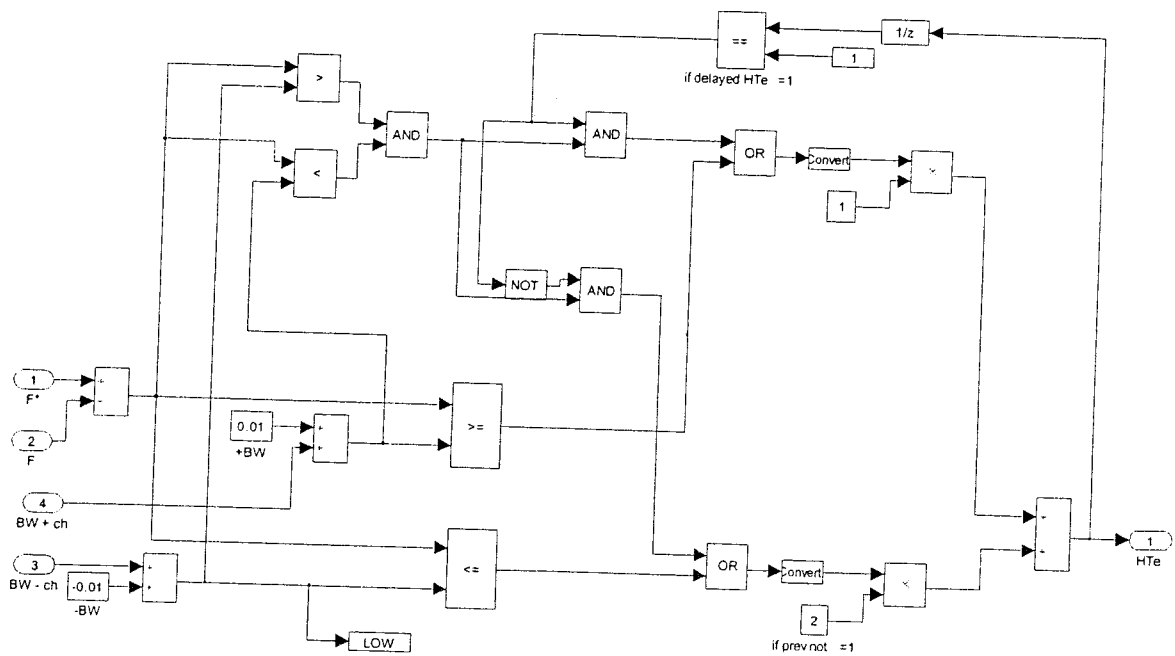 ==
1/z
1
if delayed HTe =1
>
AND
<
AND
OR
Convert
×
1
NOT
AND
1
F*
+
-
2
F
0.01
+BW
+
+
>=
4
BW + ch
3
BW - ch
-0.01
-BW
+
+
<=
LOW
OR
Convert
×
2
if prev not =1
+
+
1
HTe